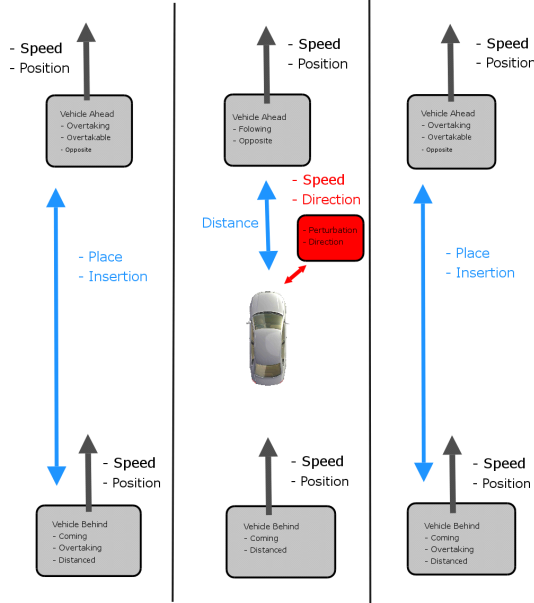 - Speed
- Position
Vehicle Ahead
- Overtaking
- Overtakable
- Opposite
- Place
- Insertion
- Speed
- Position
Vehicle Behind
- Coming
- Overtaking
- Distanced
- Speed
- Position
Vehicle Ahead
- Folowing
- Opposite
- Speed
- Direction
Distance
- Perturbation
- Direction
- Speed
- Position
Vehicle Behind
- Coming
- Distanced
- Speed
- Position
Vehicle Ahead
- Overtaking
- Overtakable
- Opposite
- Place
- Insertion
- Speed
- Position
Vehicle Behind
- Coming
- Overtaking
- Distanced